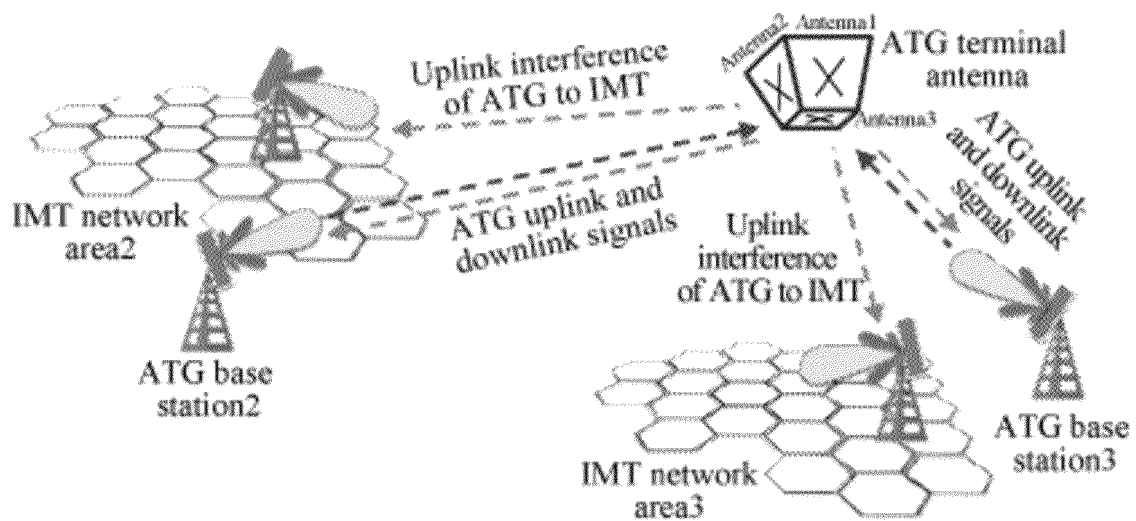 Antenna2
Antenna1
ATG terminal
antenna
Antenna3
Uplink interference
of ATG to IMT
ATG uplink and
downlink signals
ATG uplink
and downlink
signals
Uplink
interference
of ATG to IMT
IMT network
area2
ATG base
station2
IMT network
area3
ATG base
station3